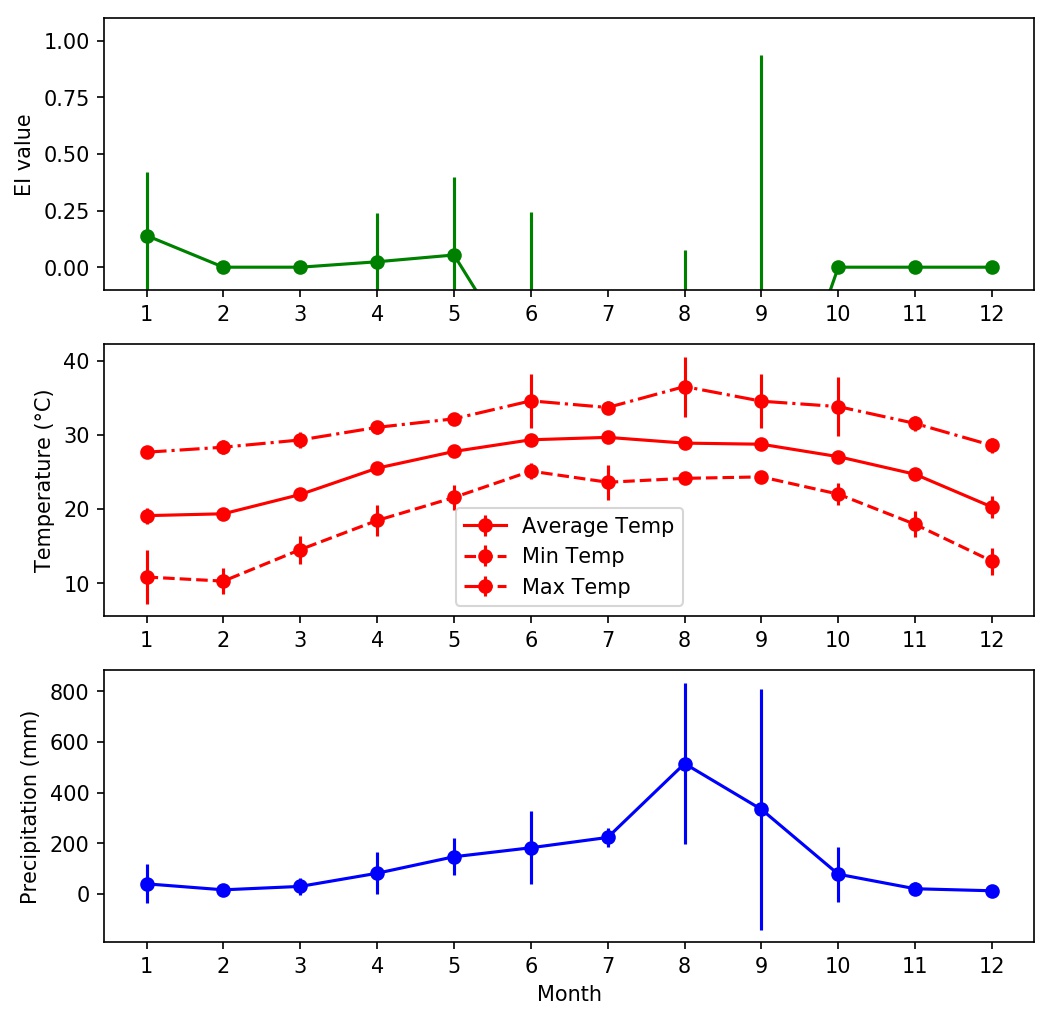 1.00
0.75
0.50
0.25
0.00
EI value
1 2 3 4 5 6 7 8 9 10 11 12
40
30
20
10
Temperature (°C)
Average Temp
Min Temp
Max Temp
1 2 3 4 5 6 7 8 9 10 11 12
800
600
400
200
0
Precipitation (mm)
1 2 3 4 5 6 7 8 9 10 11 12
Month